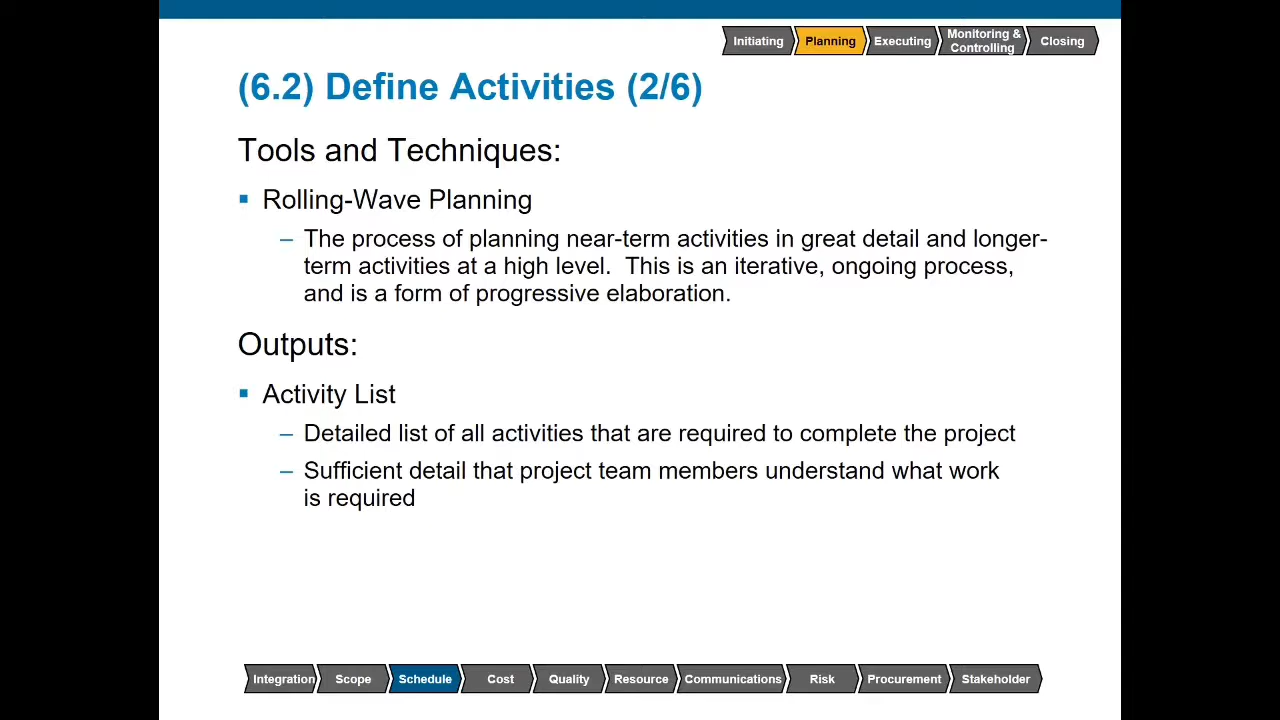 Initiating
Planning
Executing
Monitoring &
Controlling
Closing
(6.2) Define Activities (2/6)
Tools and Techniques:
Rolling-Wave Planning
– The process of planning near-term activities in great detail and longer-
term activities at a high level.  This is an iterative, ongoing process,
and is a form of progressive elaboration.
Outputs:
Activity List
– Detailed list of all activities that are required to complete the project
– Sufficient detail that project team members understand what work
is required
Integration
Scope
Schedule
Cost
Quality
Resource
Communications
Risk
Procurement
Stakeholder